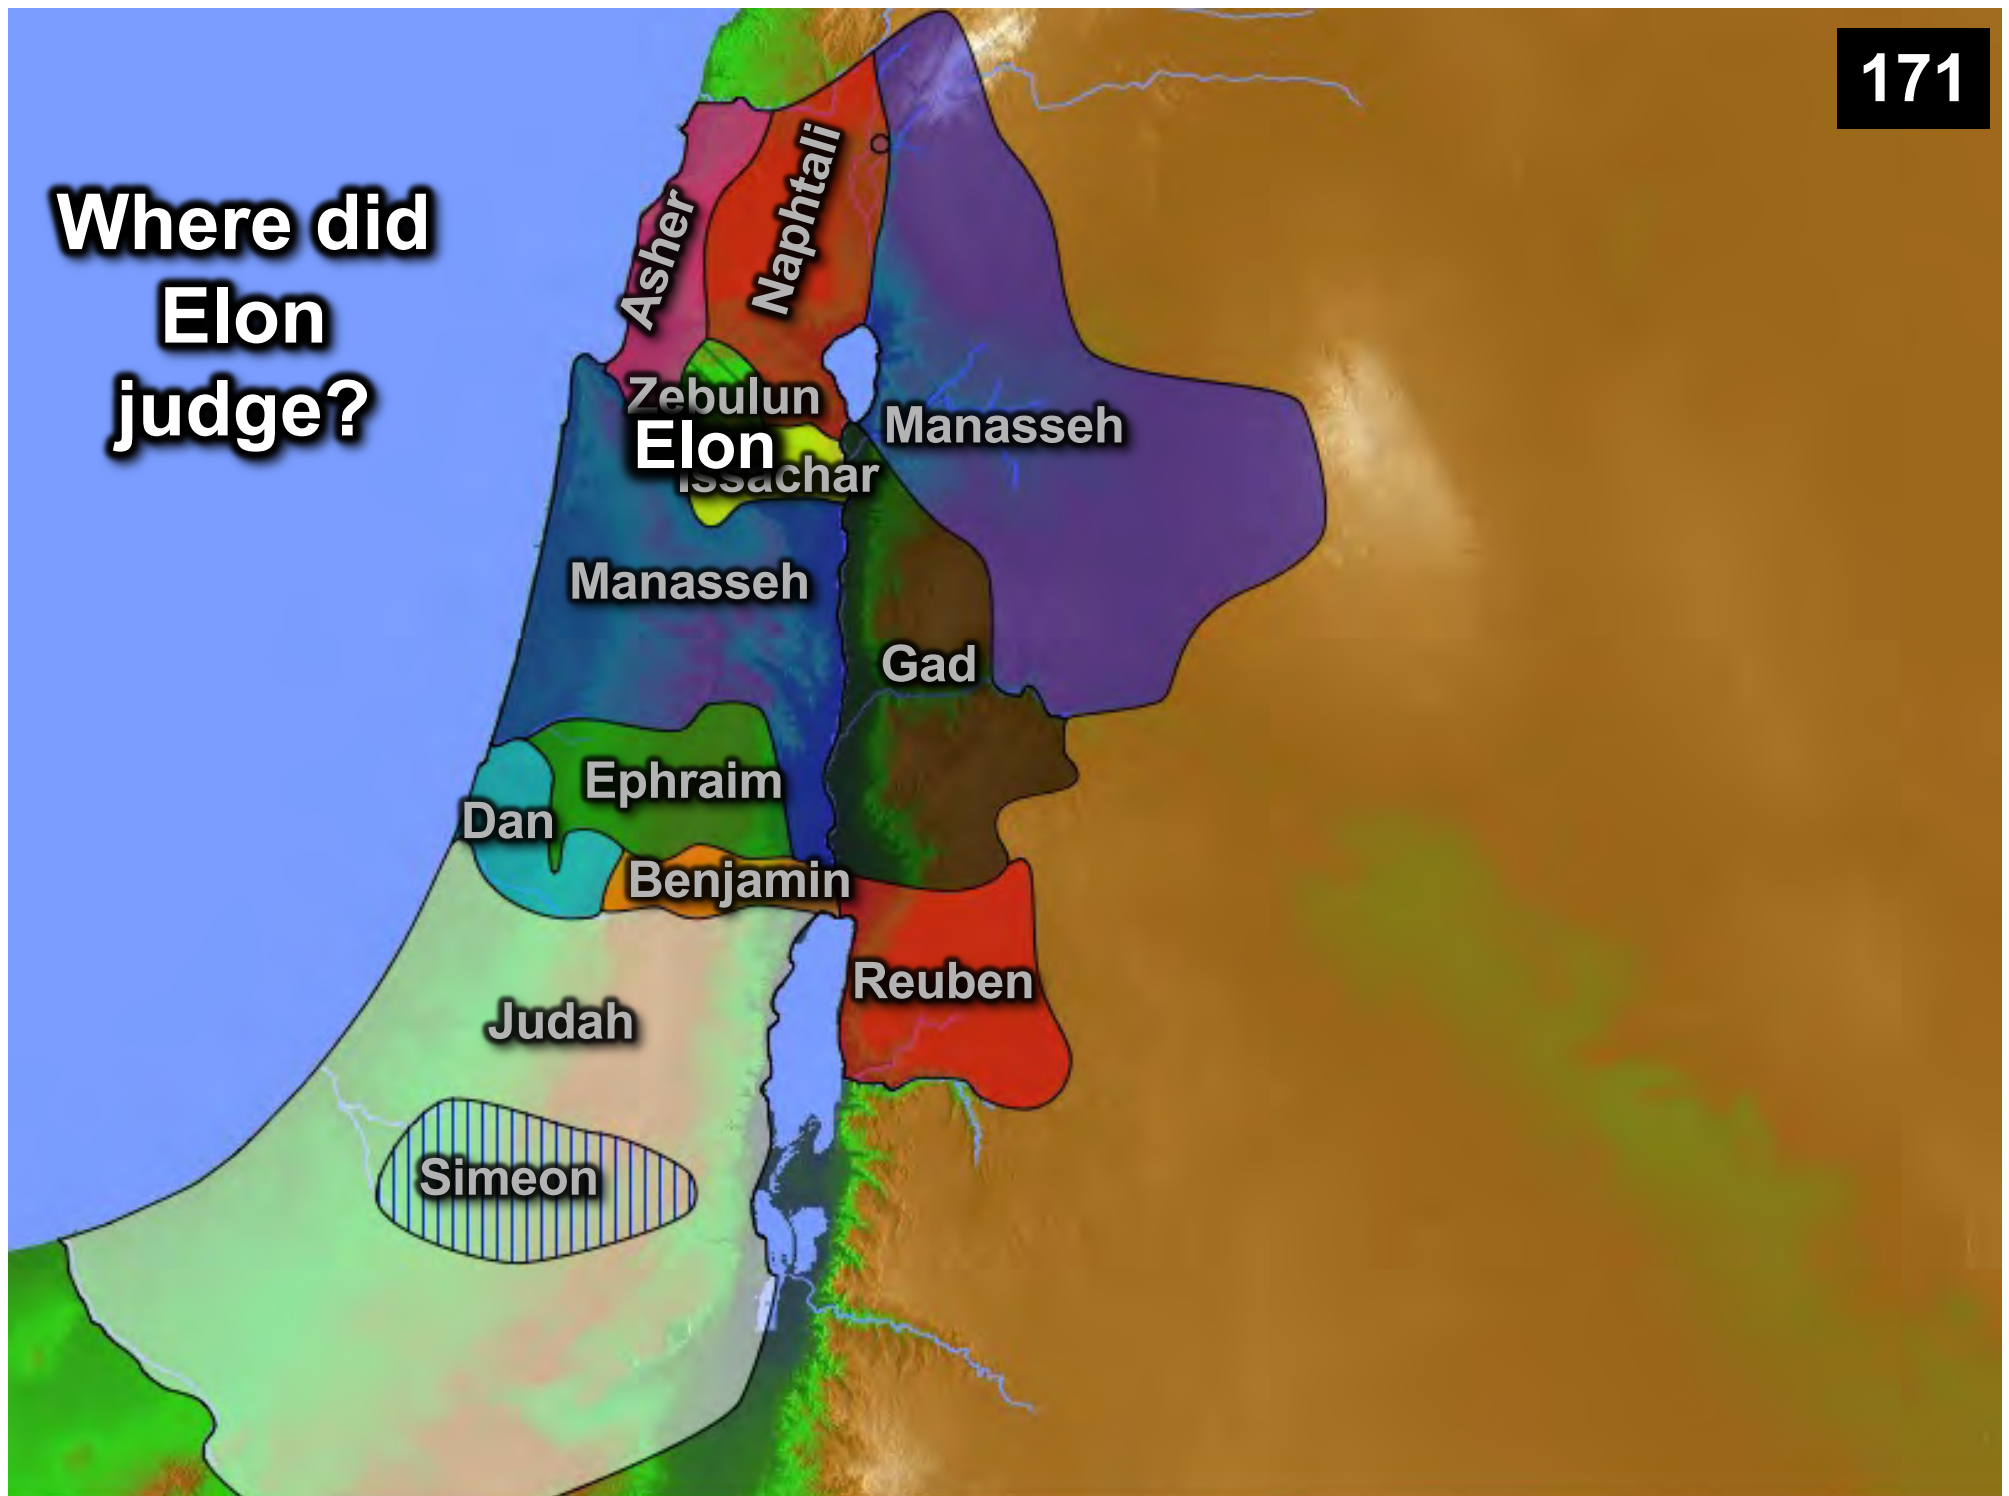 171
Where did
Elon
judge?
Asher
Naphtali
Zebulun
Elon
Issachar
Manasseh
Manasseh
Gad
Ephraim
Dan
Benjamin
Reuben
Judah
Simeon